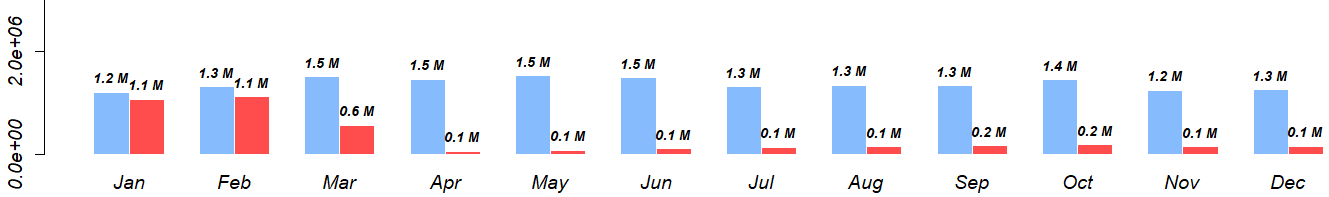 2.0e+06
0.0e+00
1.2 M 1.1 M 1.3 M 1.1 M 1.5 M 0.6 M 1.5 M 0.1 M 1.5 M 0.1 M 1.5 M 0.1 M 1.3 M 0.1 M 1.3 M 0.1 M 1.3 M 0.2 M 1.4 M 0.2 M 1.2 M 0.1 M 1.3 M 0.1 M
Jan Feb Mar Apr May Jun Jul Aug Sep Oct Nov Dec